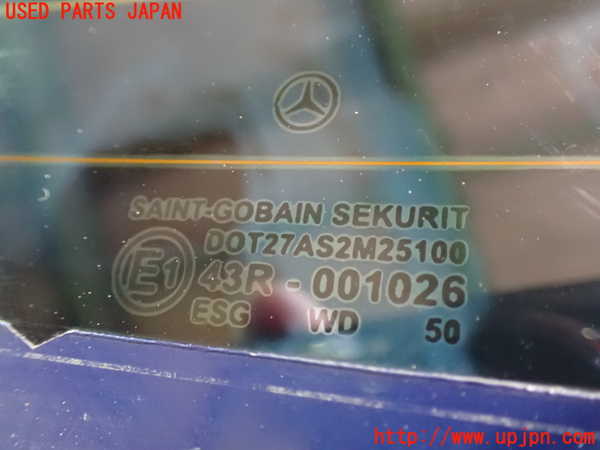 USED PARTS JAPAN
SAINT-GOBAIN SEKURIT
DOT27AS2M25100
E1
43R - 001026
ESG WD 50
http://www.upjpn.com/